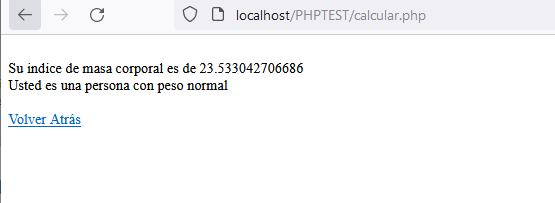 localhost/PHPTEST/calcular.php
Su indice de masa corporal es de 23.533042706686
Usted es una persona con peso normal
Volver Atrás